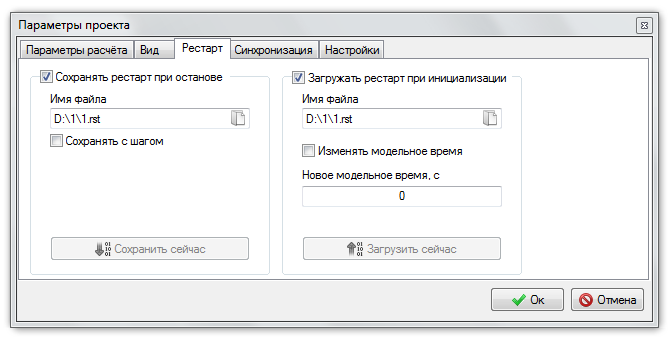 Параметры проекта
Параметры расчёта Вид Рестарт Синхронизация Настройки
Сохранять рестарт при останове
Имя файла
D:\1\1.rst
Сохранять с шагом
Сохранить сейчас
Загружать рестарт при инициализации
Имя файла
D:\1\1.rst
Изменять модельное время
Новое модельное время, с
0
Загрузить сейчас
Ок Отмена